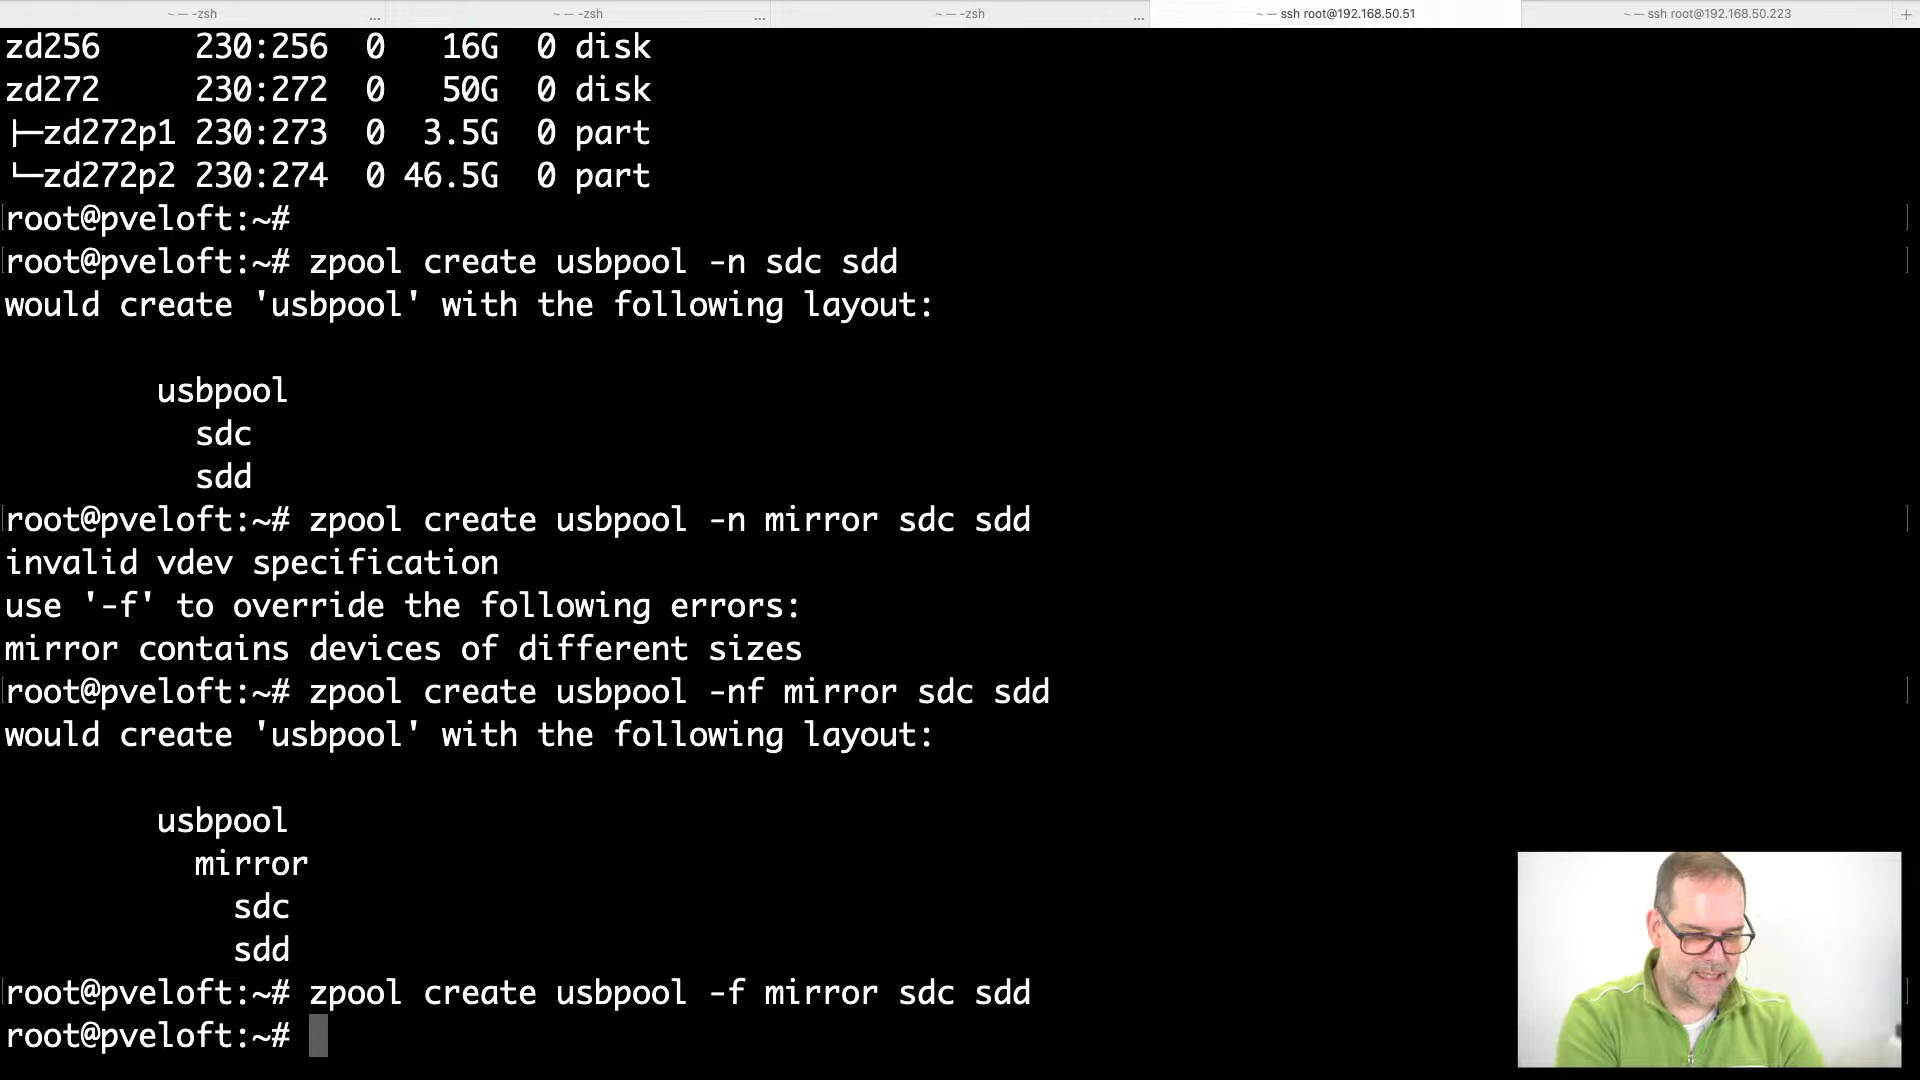 ~ — -zsh ... ~ — -zsh ... ~ — -zsh ... ~ — ssh root@192.168.50.51 ~ — ssh root@192.168.50.223 +
zd256 230:256 0 16G 0 disk
zd272 230:272 0 50G 0 disk
├─zd272p1 230:273 0 3.5G 0 part
└─zd272p2 230:274 0 46.5G 0 part
[root@pveloft:~# ]
[root@pveloft:~# zpool create usbpool -n sdc sdd ]
would create 'usbpool' with the following layout:
usbpool
sdc
sdd
[root@pveloft:~# zpool create usbpool -n mirror sdc sdd ]
invalid vdev specification
use '-f' to override the following errors:
mirror contains devices of different sizes
[root@pveloft:~# zpool create usbpool -nf mirror sdc sdd ]
would create 'usbpool' with the following layout:
usbpool
mirror
sdc
sdd
[root@pveloft:~# zpool create usbpool -f mirror sdc sdd ]
root@pveloft:~#